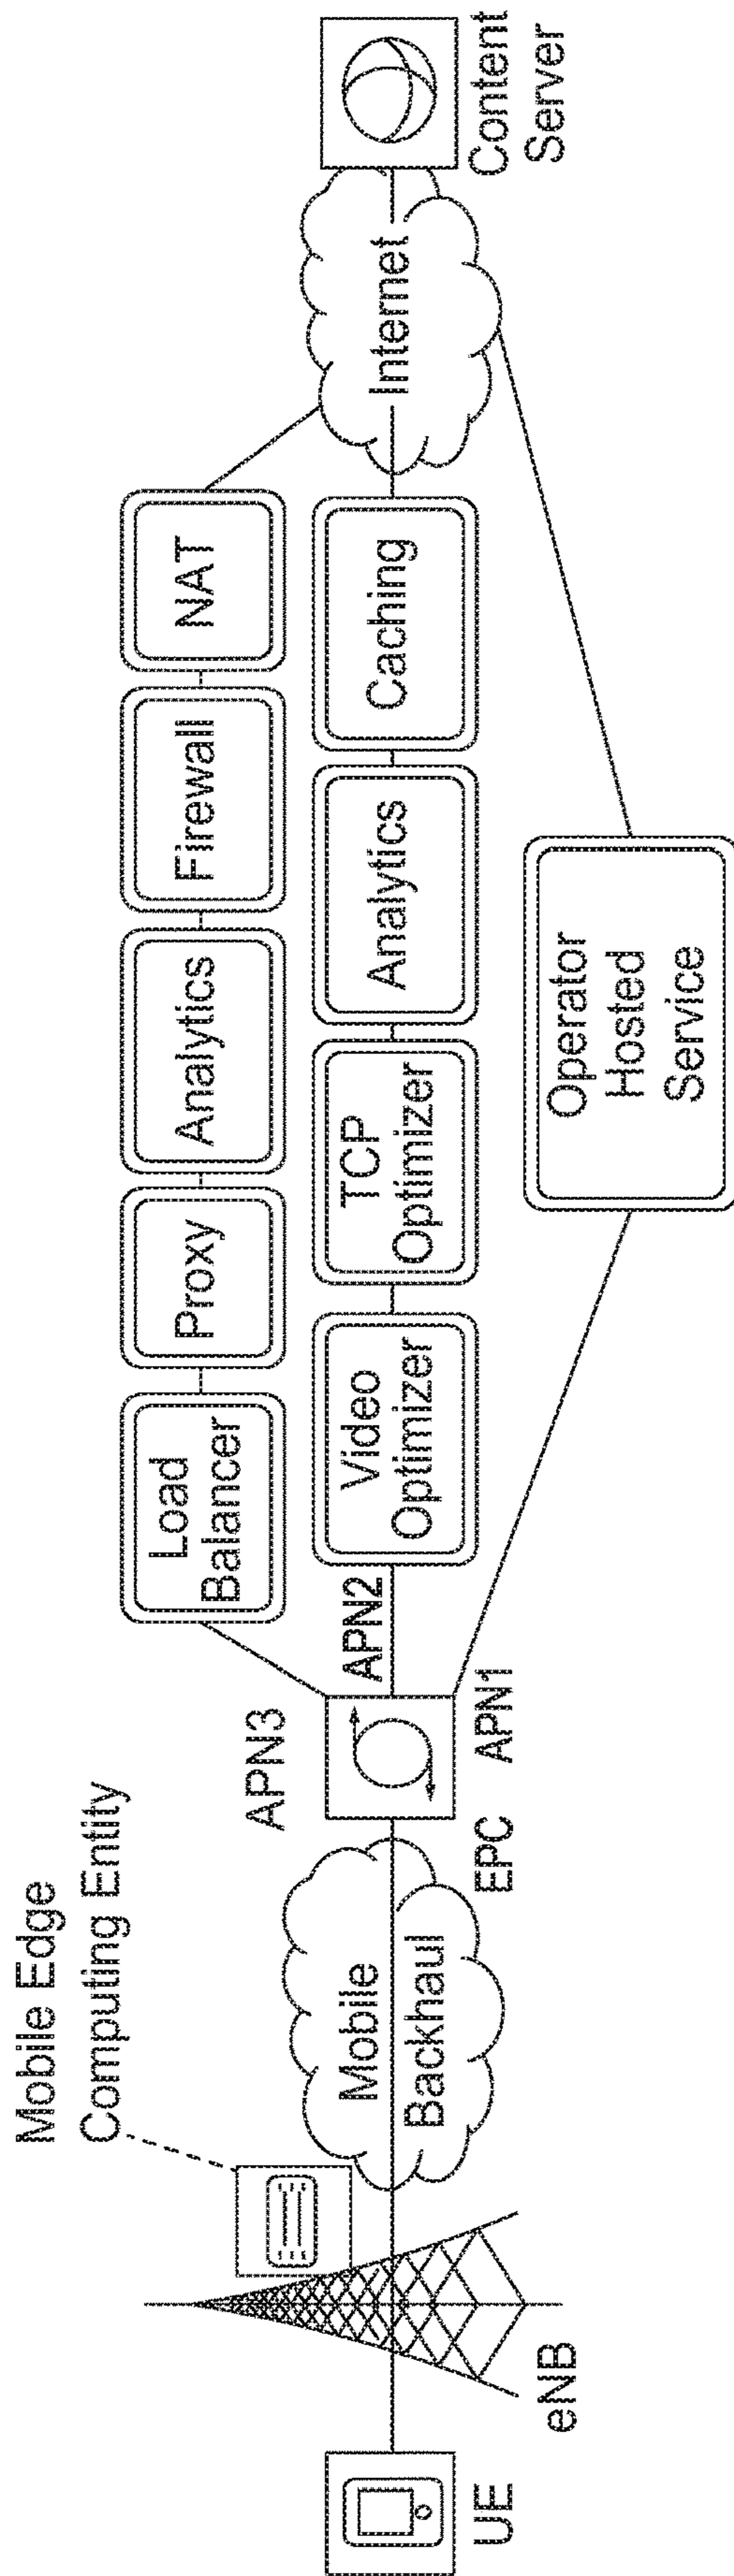 Mobile Edge
Computing Entity
UE
eNB
Mobile
Backhaul
EPC
APN3
APN2
APN1
Load
Balancer
Proxy
Analytics
Firewall
NAT
Video
Optimizer
TCP
Optimizer
Analytics
Caching
Operator
Hosted
Service
Internet
Content
Server